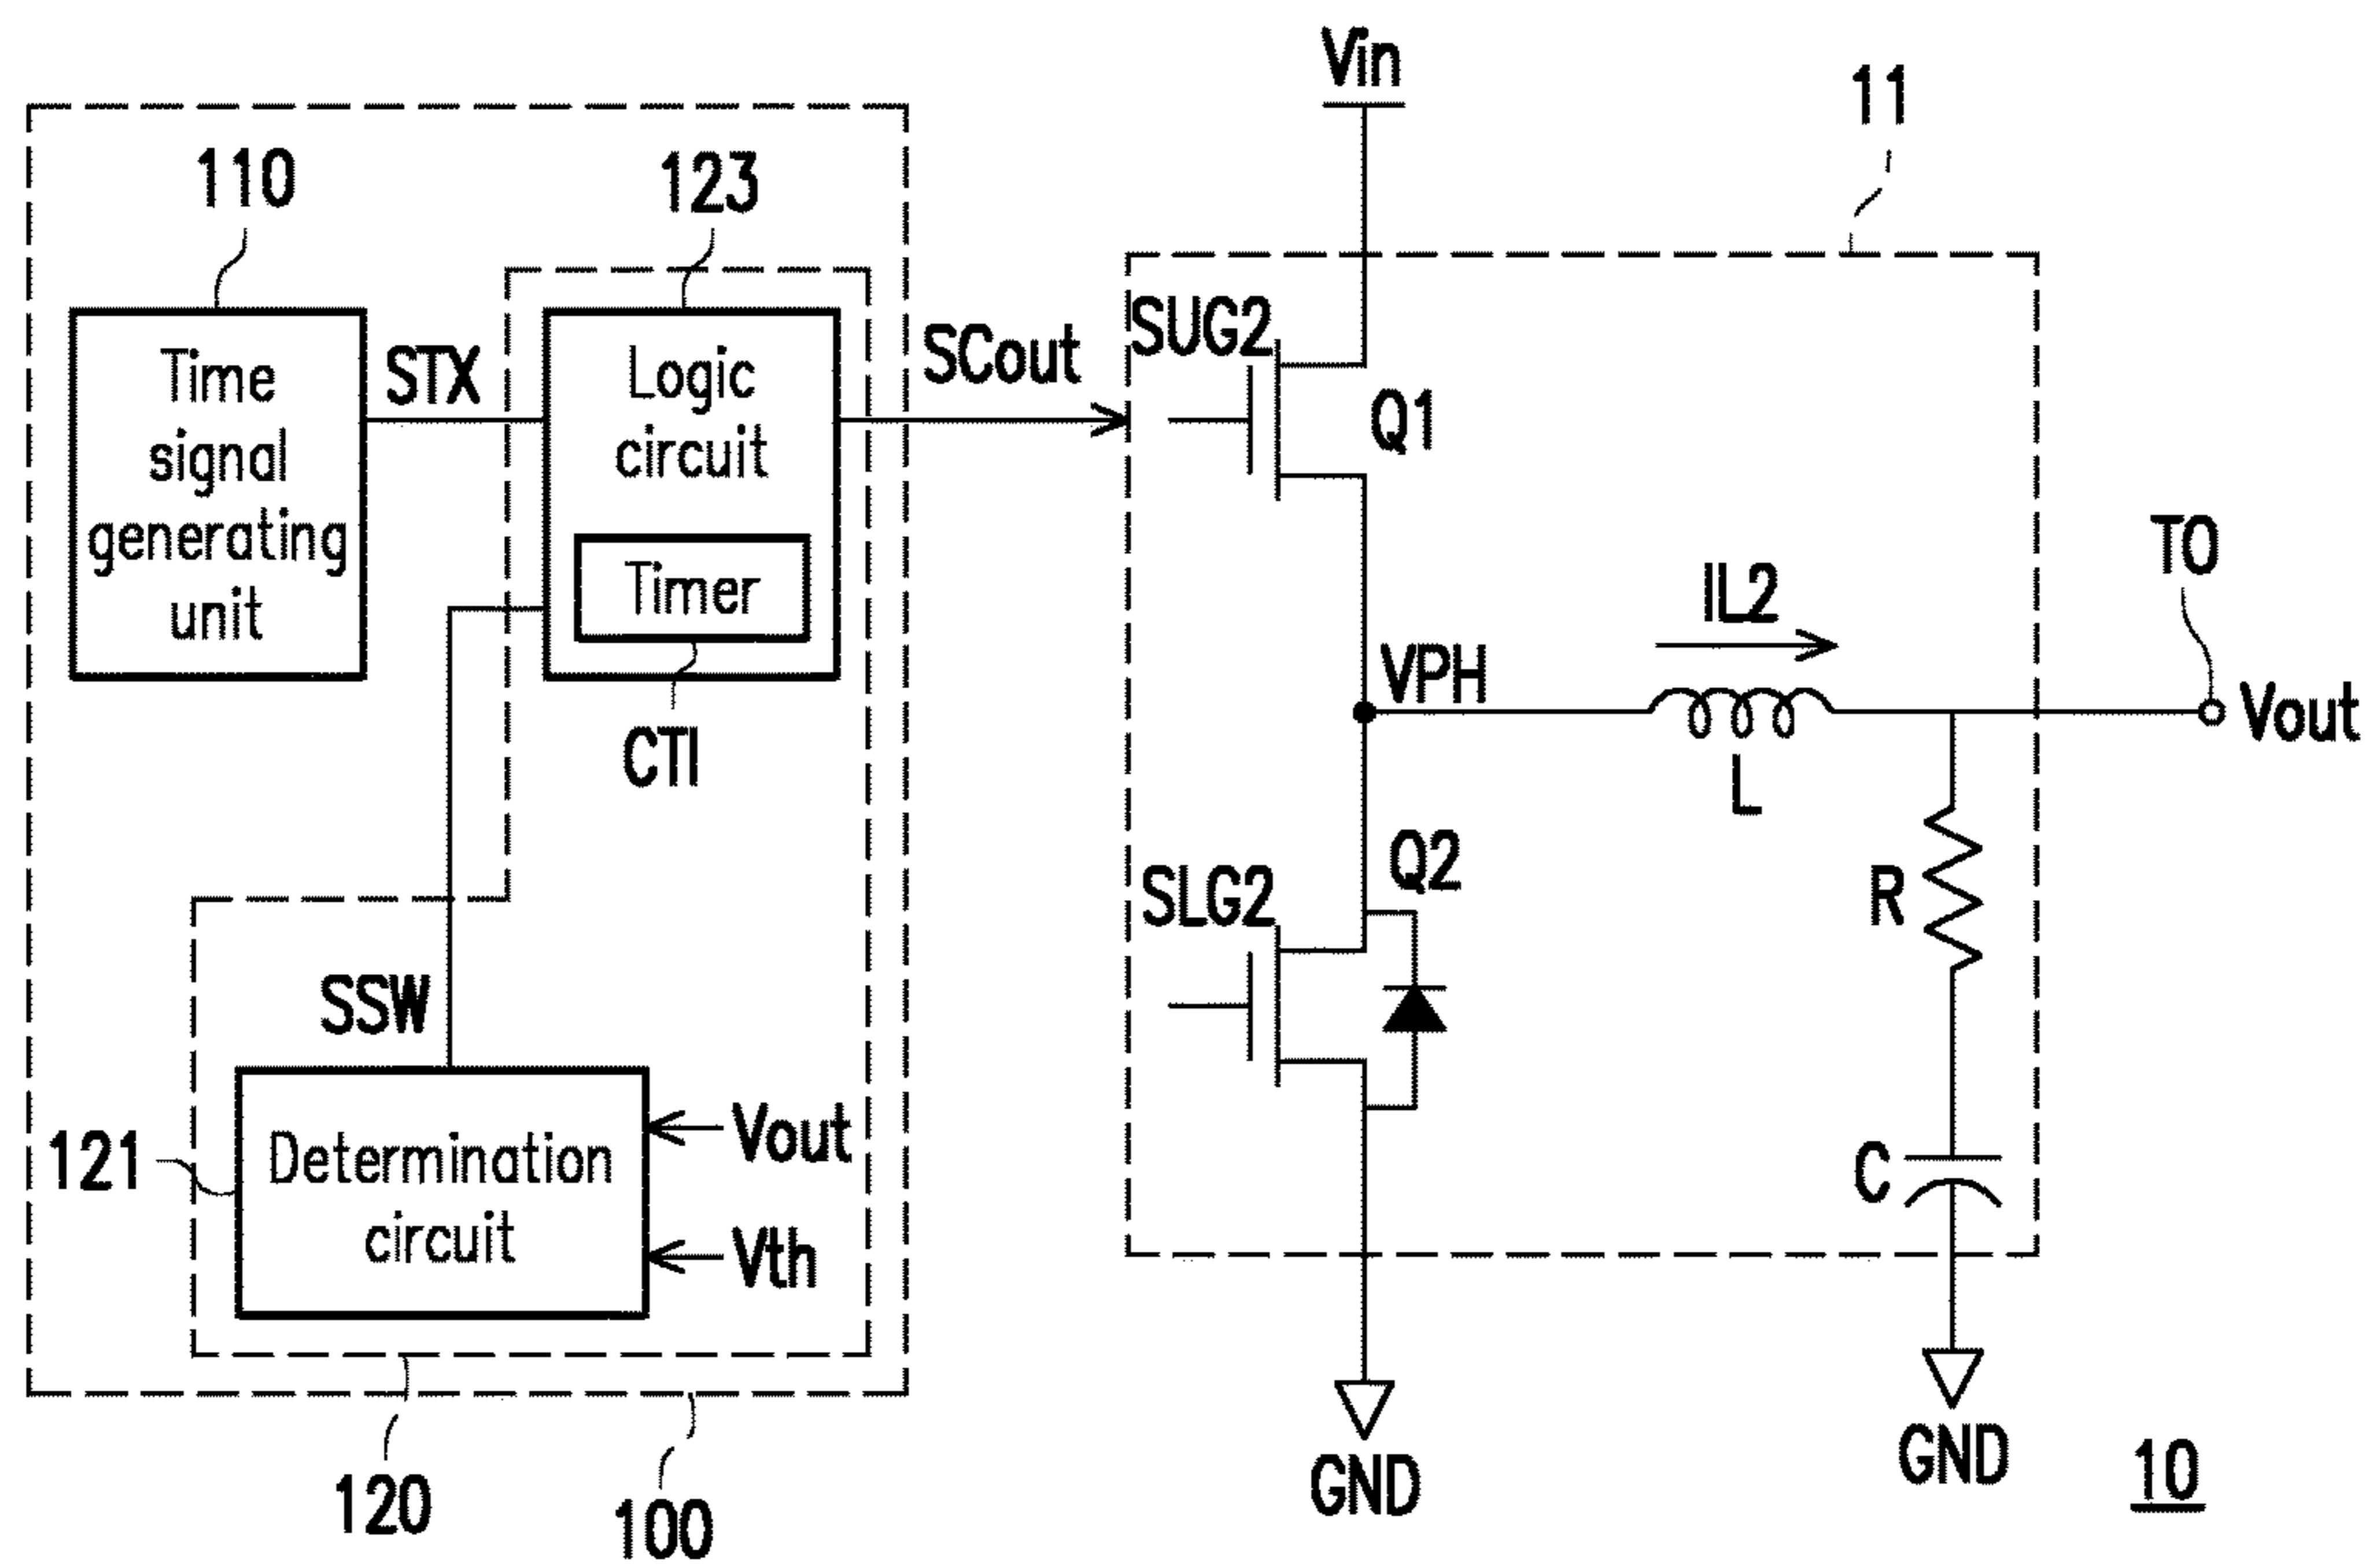 Vin
11
110
123
SUG2
Time
signal
generating
unit
STX
Logic
circuit
SCout
Q1
Timer
TO
IL2
VPH
Vout
CTI
L
Q2
SLG2
R
SSW
121
Determination
circuit
Vout
Vth
C
GND
GND
10
120
100